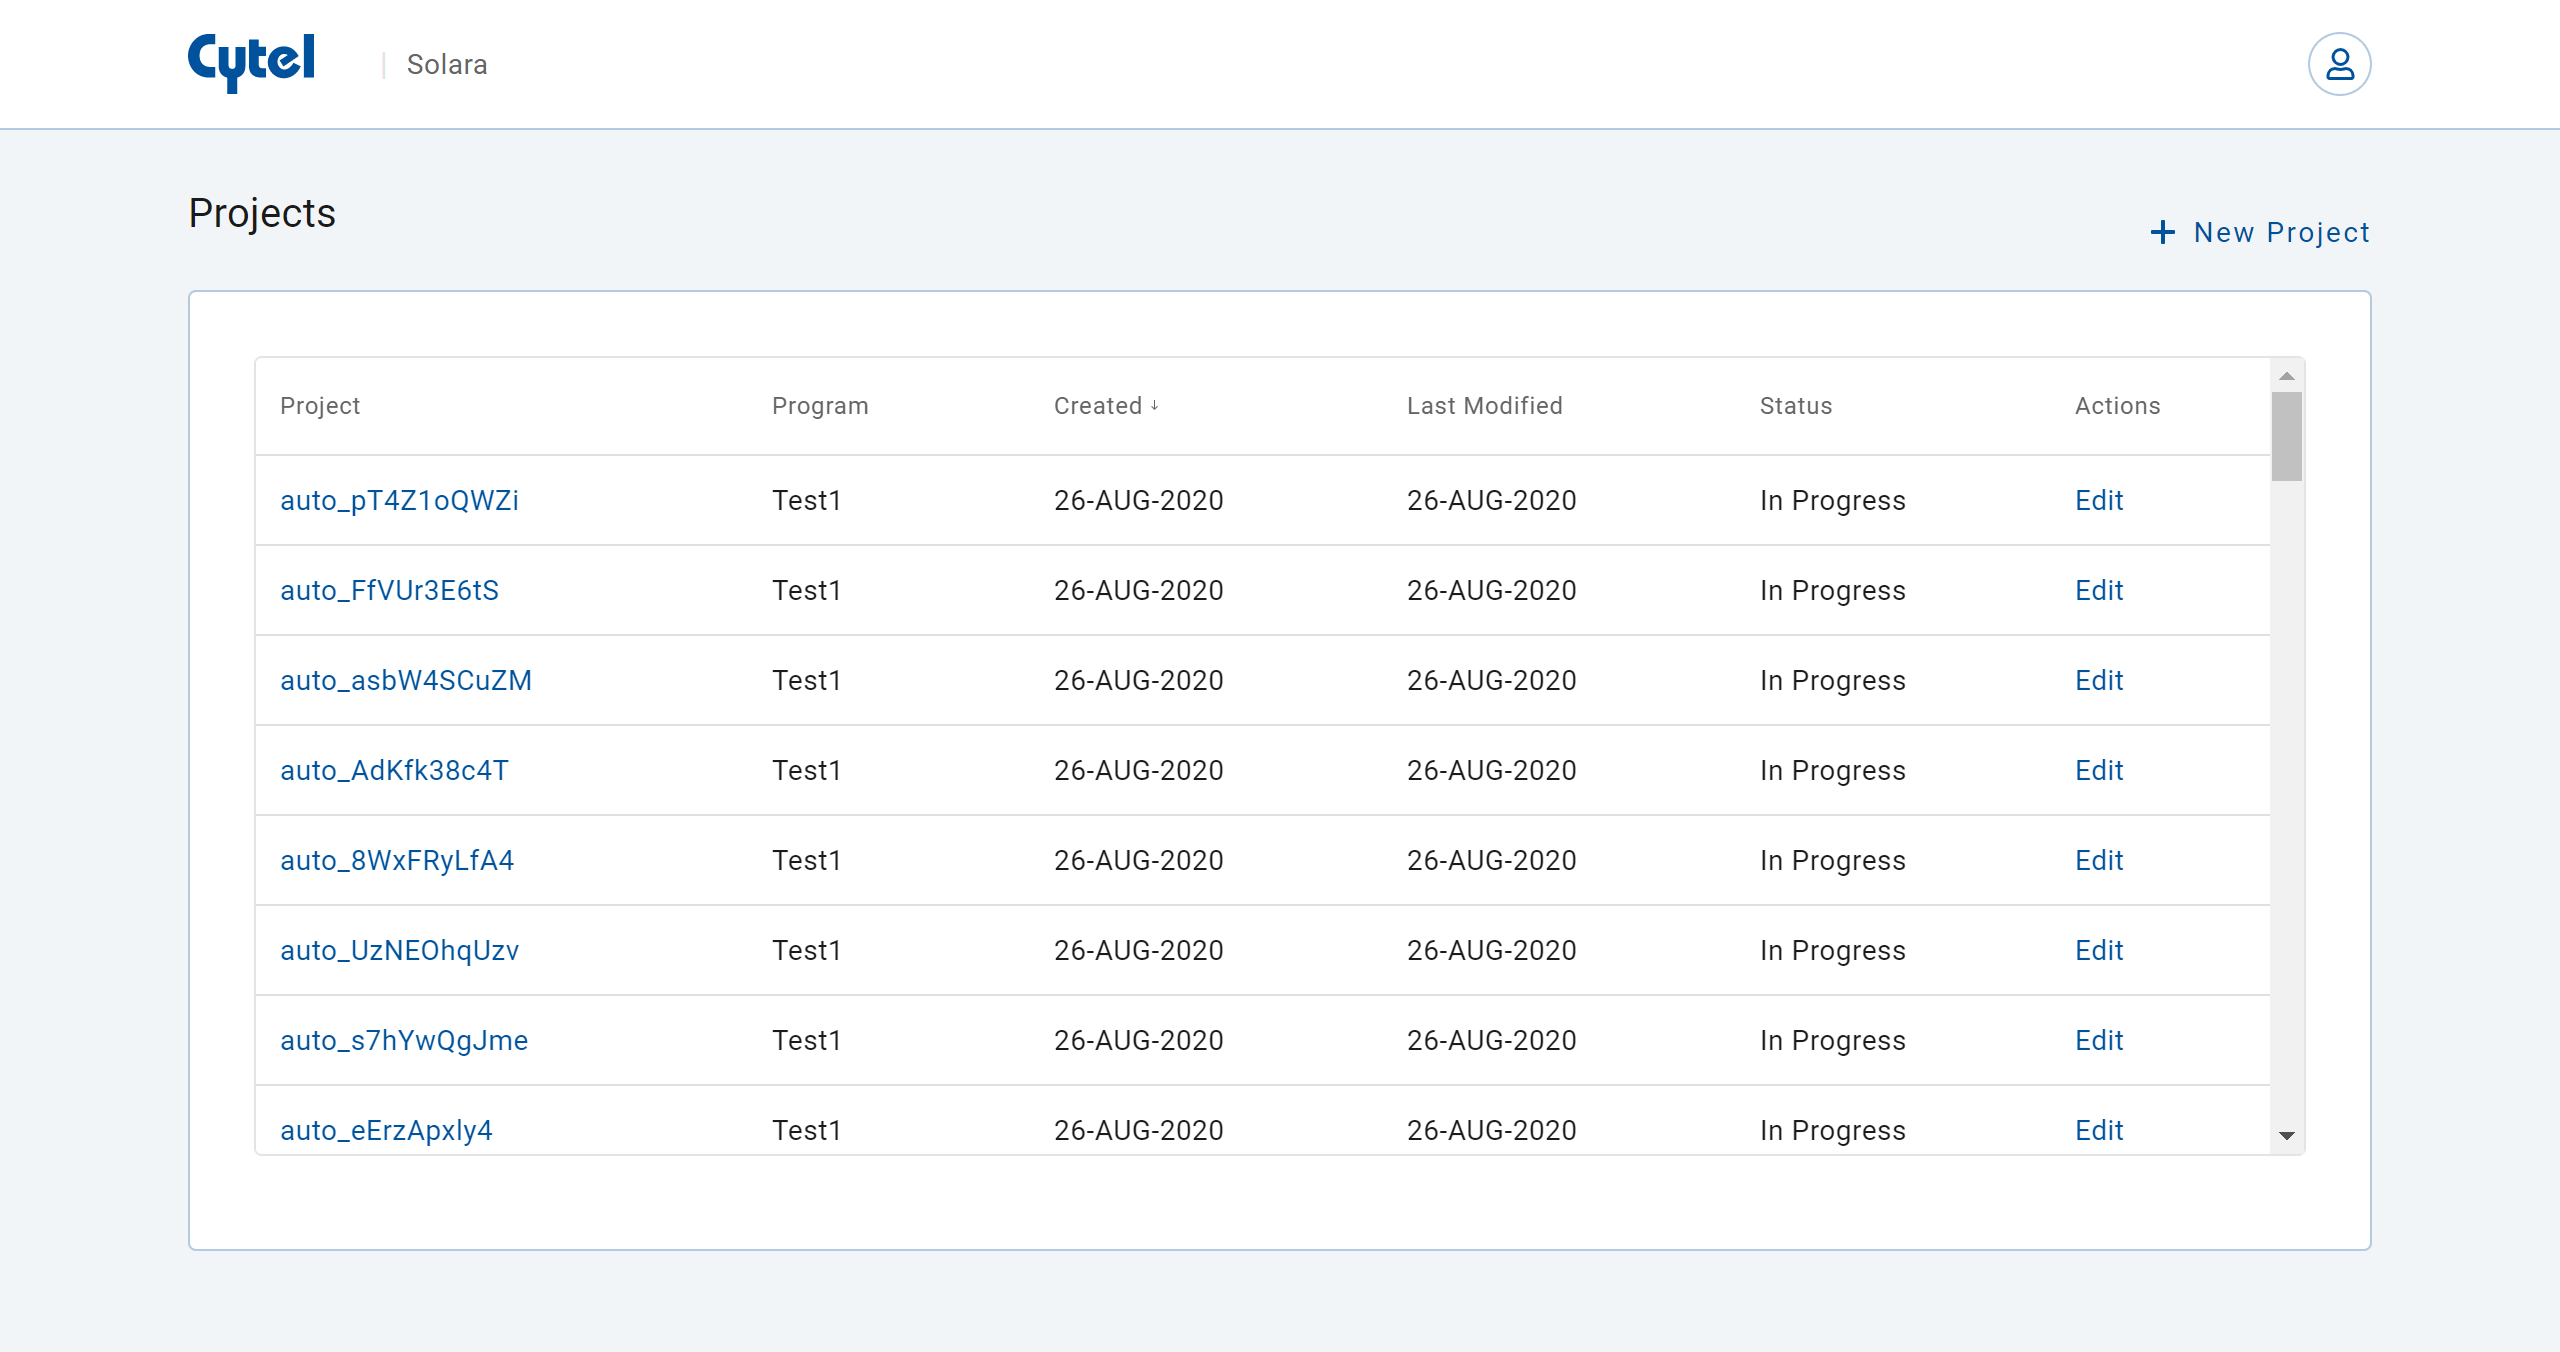 Cytel | Solara
Projects
+ New Project
Project Program Created ↓ Last Modified Status Actions
auto_pT4Z1oQWZi Test1 26-AUG-2020 26-AUG-2020 In Progress Edit
auto_FfVUr3E6tS Test1 26-AUG-2020 26-AUG-2020 In Progress Edit
auto_asbW4SCuZM Test1 26-AUG-2020 26-AUG-2020 In Progress Edit
auto_AdKfk38c4T Test1 26-AUG-2020 26-AUG-2020 In Progress Edit
auto_8WxFRyLfA4 Test1 26-AUG-2020 26-AUG-2020 In Progress Edit
auto_UzNEOhqUzv Test1 26-AUG-2020 26-AUG-2020 In Progress Edit
auto_s7hYwQgJme Test1 26-AUG-2020 26-AUG-2020 In Progress Edit
auto_eErzApxly4 Test1 26-AUG-2020 26-AUG-2020 In Progress Edit